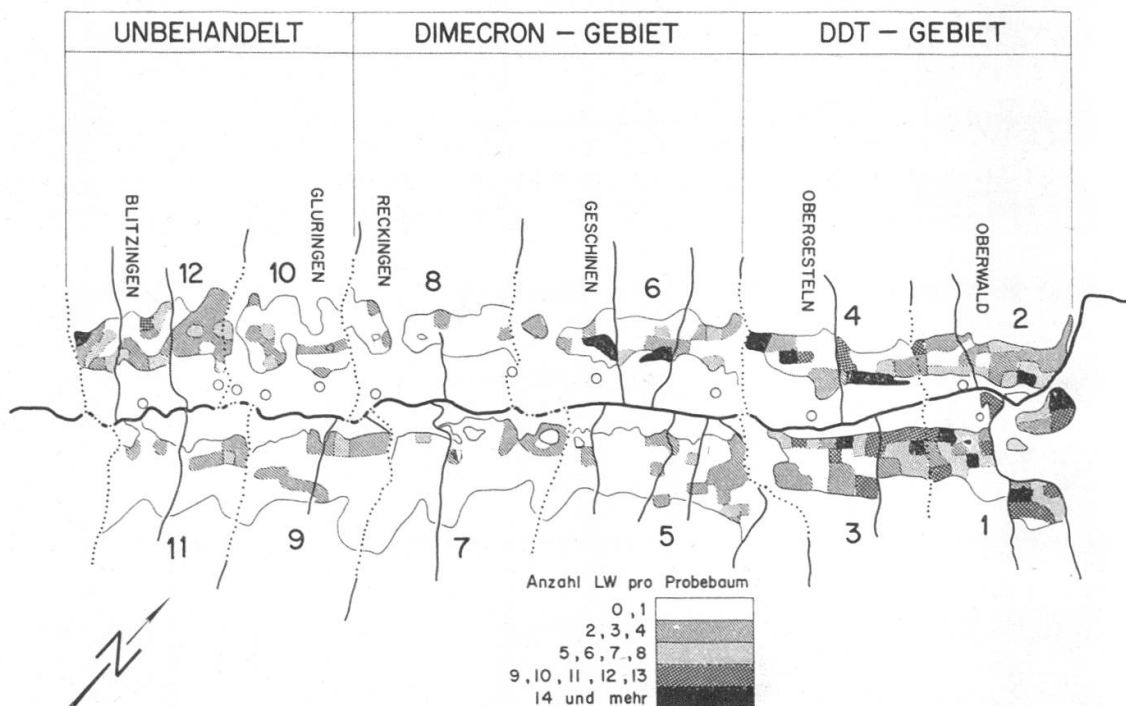 UNBEHANDELT
DIMECRON – GEBIET
DDT – GEBIET
BLITZINGEN
GLURINGEN
RECKINGEN
GESCHINEN
OBERGESTELN
OBERWALD
12
10
8
6
4
2
11
9
7
5
3
1
N
Anzahl LW pro Probebaum
0, 1
2, 3, 4
5, 6, 7, 8
9, 10, 11, 12, 13
14 und mehr